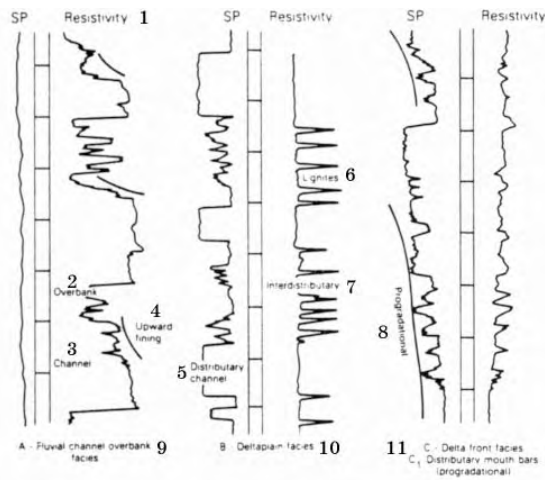 SP Resistivity 1 SP Resistivity SP Resistivity
Lignites 6
2
Overbank
Interdistributary 7
4
Upward
fining
3
Channel
Progradational
8
5 Distributary
channel
A - Fluvial channel overbank 9
facies
B - Deltaplain facies 10
11 C - Delta front facies
C1 Distributary mouth bars
(progradational)